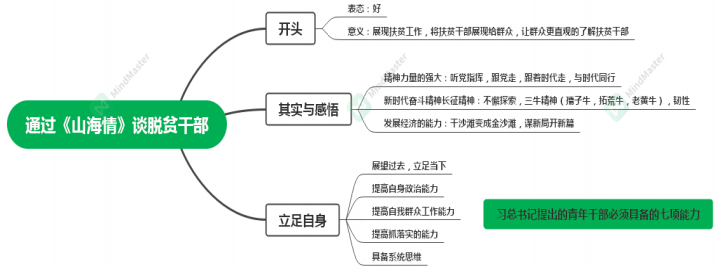 通过《山海情》谈脱贫干部
开头
表态：好
意义：展现扶贫工作，将扶贫干部展现给群众，让群众更直观的了解扶贫干部
其实与感悟
精神力量的强大：听党指挥，跟党走，跟着时代走，与时代同行
新时代奋斗精神长征精神：不懈探索，三牛精神（孺子牛，拓荒牛，老黄牛），韧性
发展经济的能力：干沙滩变成金沙滩，谋新局开新篇
立足自身
展望过去，立足当下
提高自身政治能力
提高自找群众工作能力
提高抓落实的能力
具备系统思维
习总书记提出的青年干部必须具备的七项能力
MindMaster
MindMaster
MindMaster
MindMaster